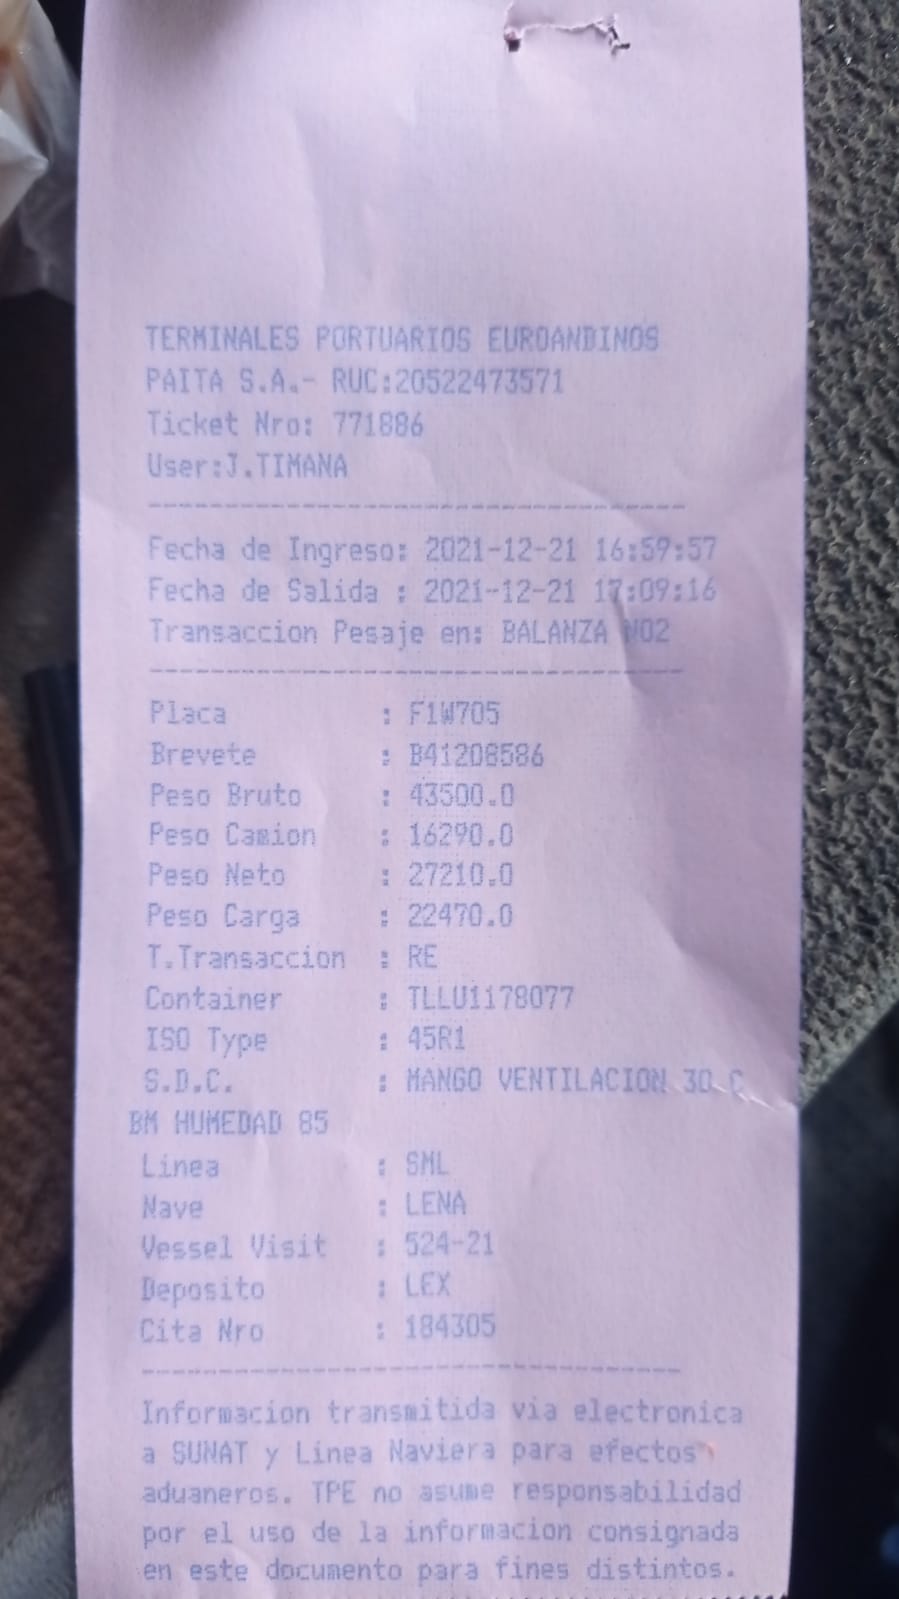 TERMINALES PORTUARIOS EUROANDINOS
PAITA S.A.- RUC:20522473571
Ticket Nro: 771886
User:J.TIMANA
Fecha de Ingreso: 2021-12-21 16:59:57
Fecha de Salida : 2021-12-21 17:09:16
Transaccion Pesaje en: BALANZA N02
Placa : F1W705
Brevete : B41208586
Peso Bruto : 43500.0
Peso Camion : 16290.0
Peso Neto : 27210.0
Peso Carga : 22470.0
T.Transaccion : RE
Container : TLLU1178077
ISO Type : 45R1
S.D.C. : MANGO VENTILACION 30 C
BM HUMEDAD 85
Linea : SML
Nave : LENA
Vessel Visit : 524-21
Deposito : LEX
Cita Nro : 184305
Informacion transmitida via electronica
a SUNAT y Linea Naviera para efectos
aduaneros. TPE no asume responsabilidad
por el uso de la informacion consignada
en este documento para fines distintos.